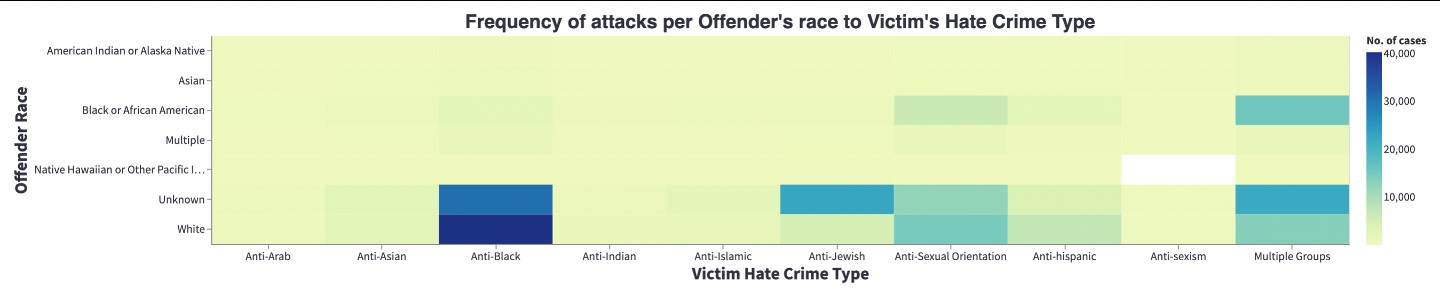 Frequency of attacks per Offender's race to Victim's Hate Crime Type
No. of cases
40,000
30,000
20,000
10,000
Offender Race
American Indian or Alaska Native
Asian
Black or African American
Multiple
Native Hawaiian or Other Pacific I…
Unknown
White
Anti-Arab
Anti-Asian
Anti-Black
Anti-Indian
Anti-Islamic
Anti-Jewish
Anti-Sexual Orientation
Anti-hispanic
Anti-sexism
Multiple Groups
Victim Hate Crime Type